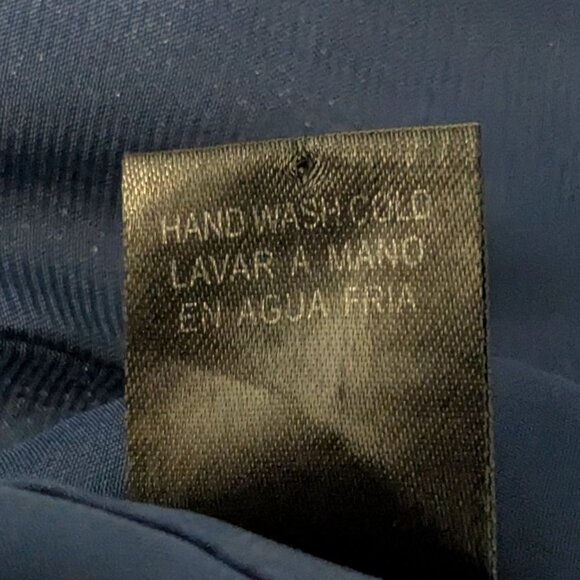 HAND WASH COLD
LAVAR A MANO
EN AGUA FRIA